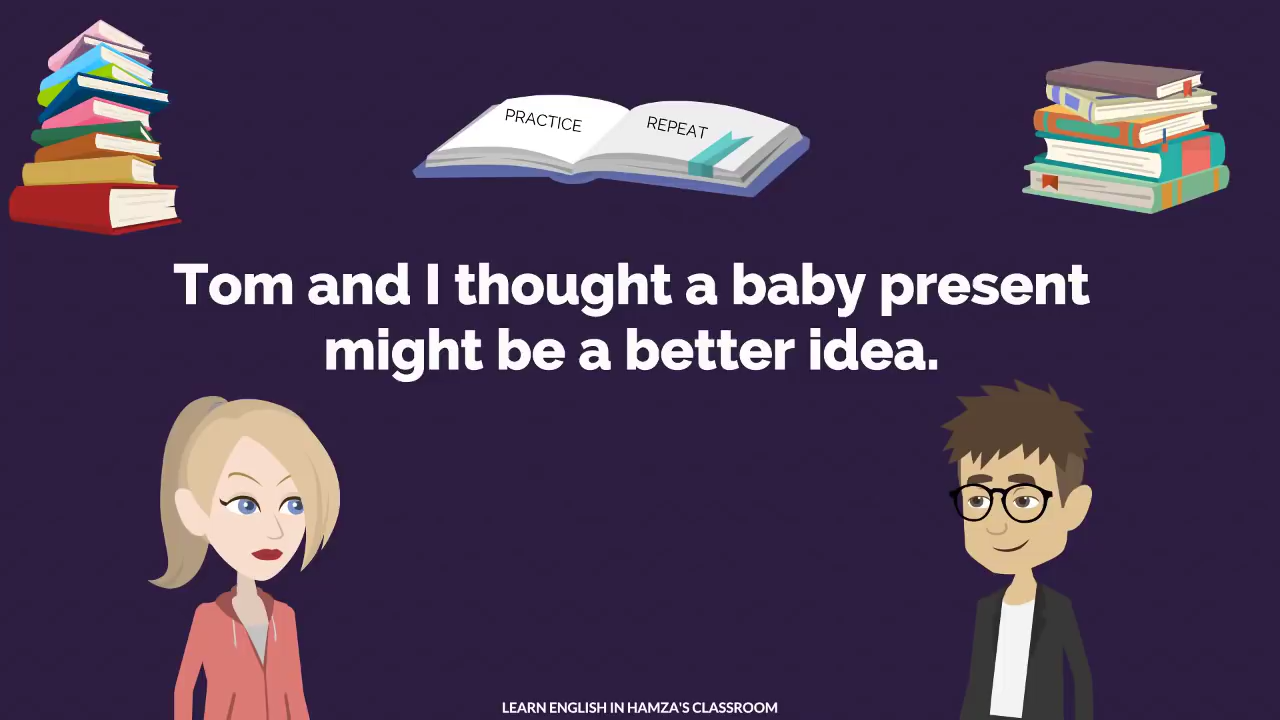 PRACTICE
REPEAT
Tom and I thought a baby present
might be a better idea.
LEARN ENGLISH IN HAMZA'S CLASSROOM